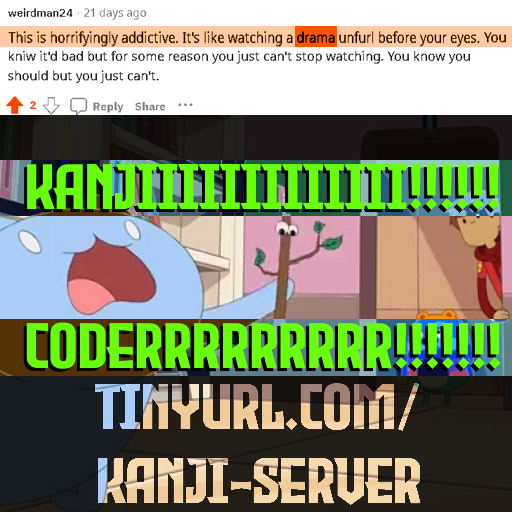 weirdman24 · 21 days ago
This is horrifyingly addictive. It's like watching a drama unfurl before your eyes. You
kniw it'd bad but for some reason you just can't stop watching. You know you
should but you just can't.
2 Reply Share ...
KANJIIIIIIIIIIIIII!!!!!!
CODERRRRRRRRRR!!!!!!!
TINYURL.COM/
KANJI-SERVER